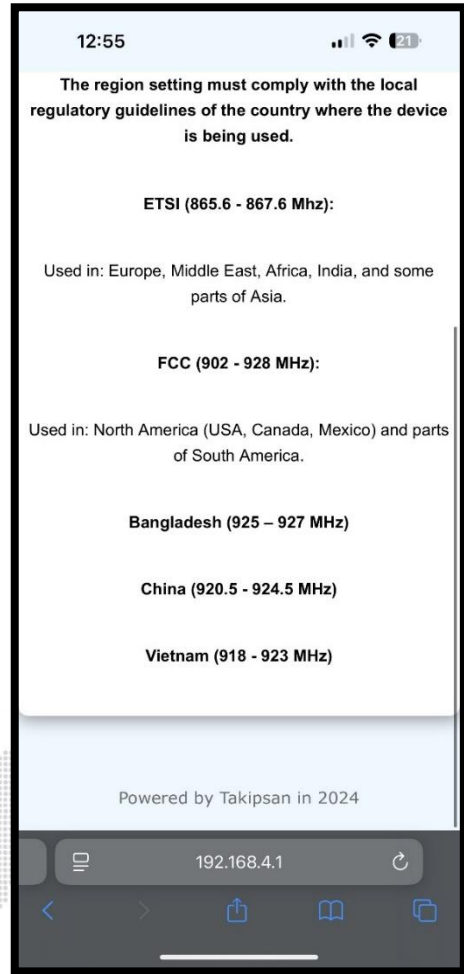 12:55
21
The region setting must comply with the local
regulatory guidelines of the country where the device
is being used.
ETSI (865.6 - 867.6 Mhz):
Used in: Europe, Middle East, Africa, India, and some
parts of Asia.
FCC (902 - 928 MHz):
Used in: North America (USA, Canada, Mexico) and parts
of South America.
Bangladesh (925 – 927 MHz)
China (920.5 - 924.5 MHz)
Vietnam (918 - 923 MHz)
Powered by Takipsan in 2024
192.168.4.1